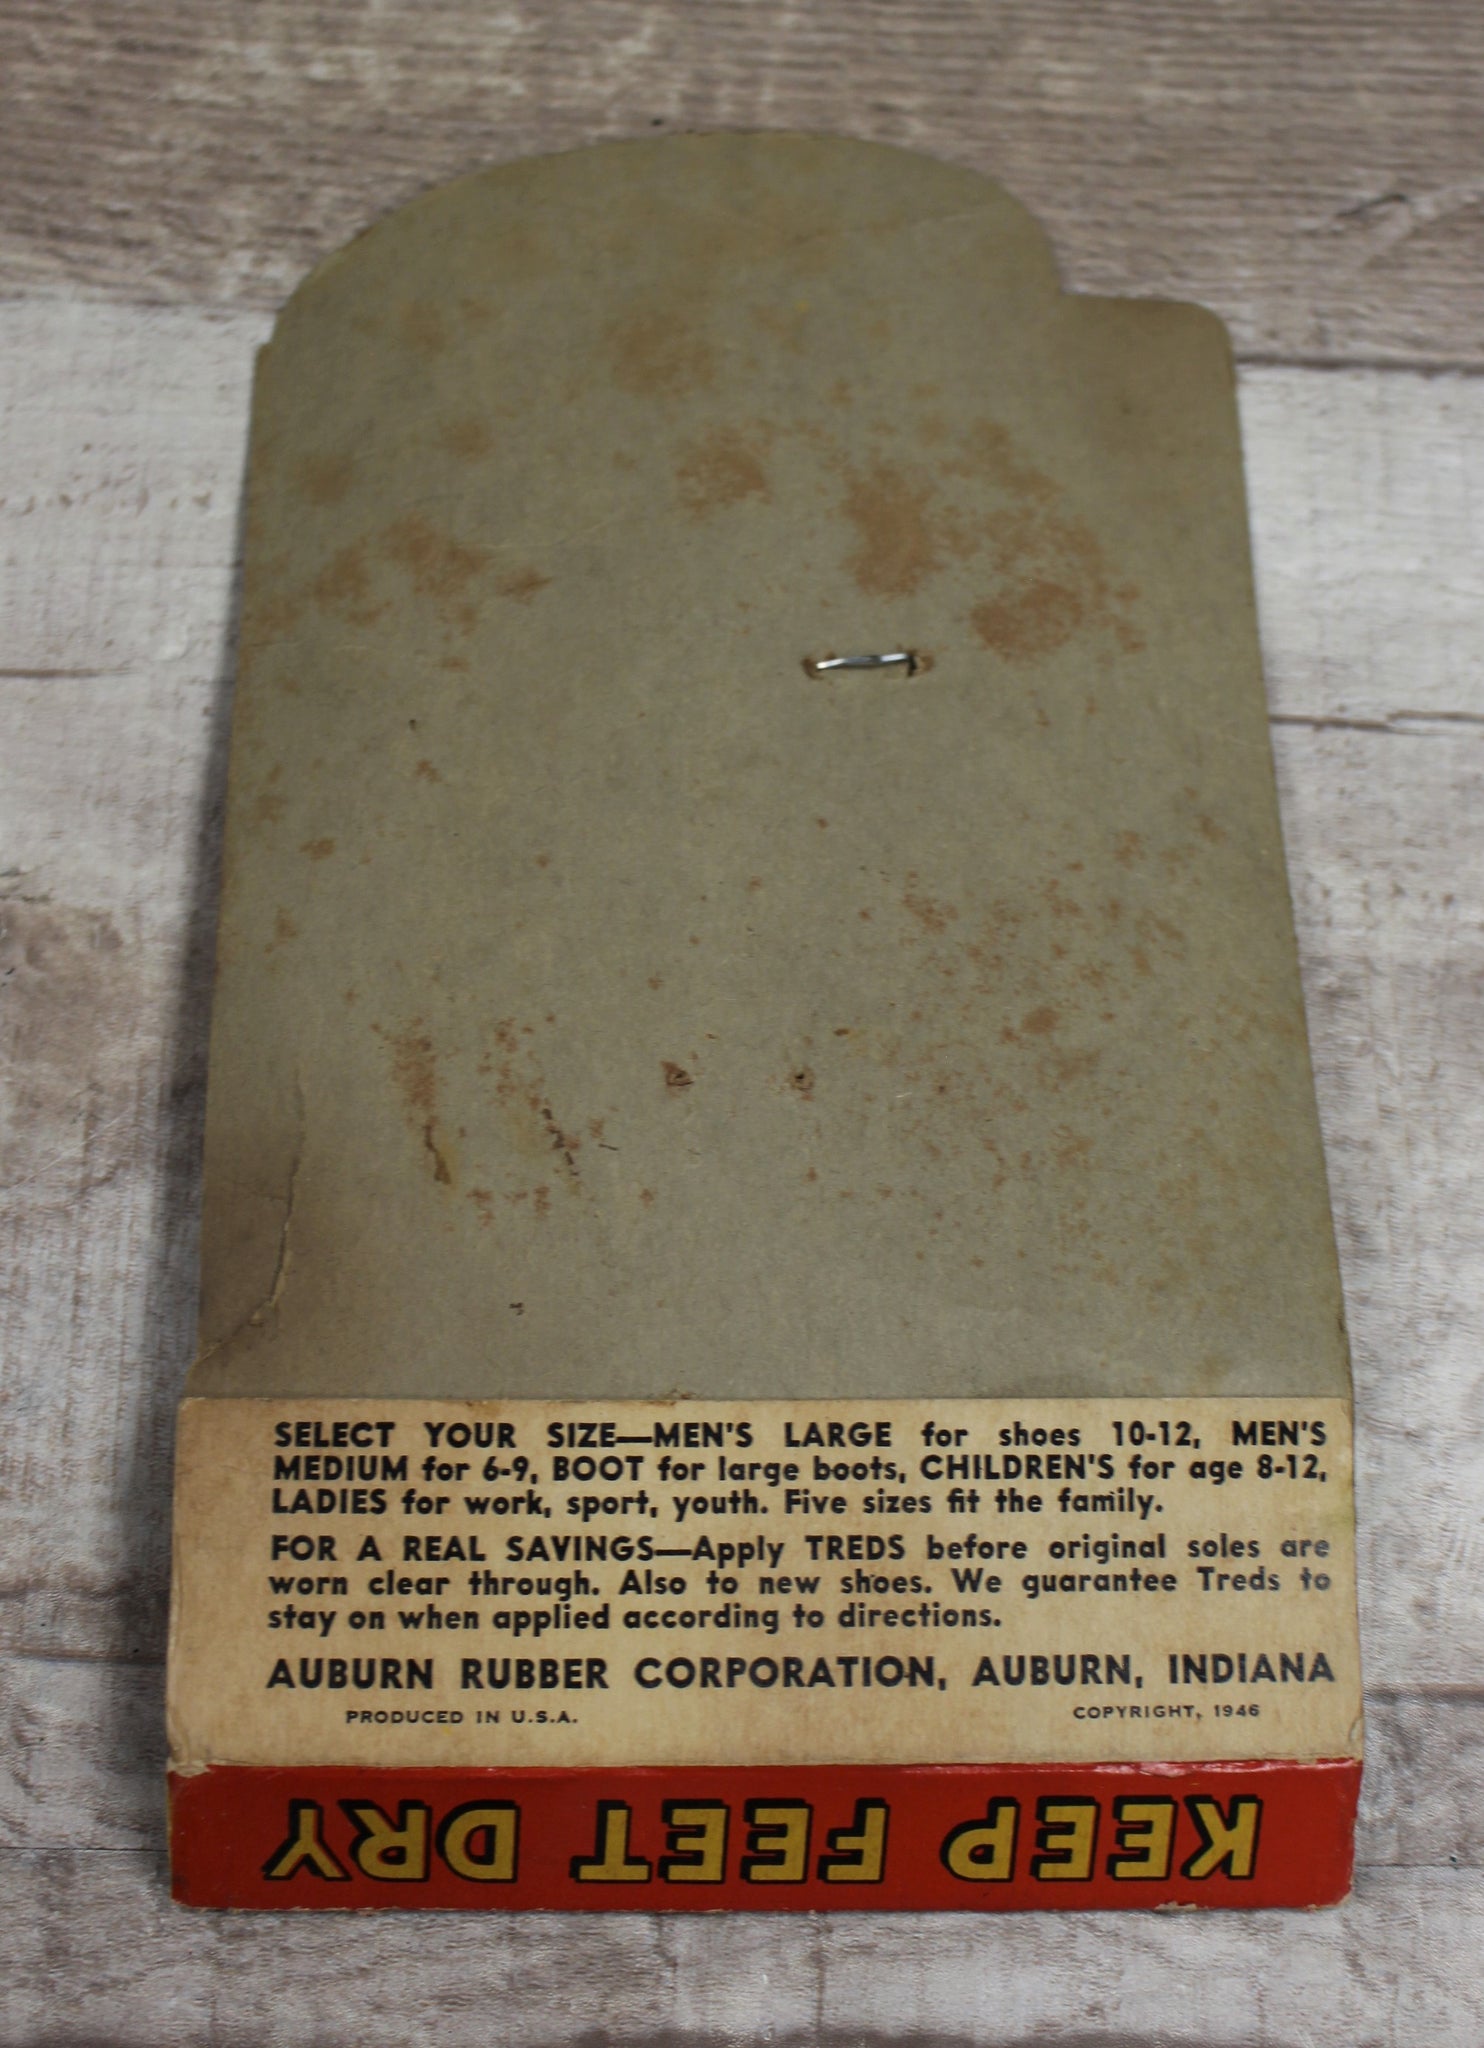 SELECT YOUR SIZE—MEN'S LARGE for shoes 10-12, MEN'S
MEDIUM for 6-9, BOOT for large boots, CHILDREN'S for age 8-12,
LADIES for work, sport, youth. Five sizes fit the family.
FOR A REAL SAVINGS—Apply TREDS before original soles are
worn clear through. Also to new shoes. We guarantee Treds to
stay on when applied according to directions.
AUBURN RUBBER CORPORATION, AUBURN, INDIANA
PRODUCED IN U.S.A. COPYRIGHT, 1946
KEEP FEET DRY